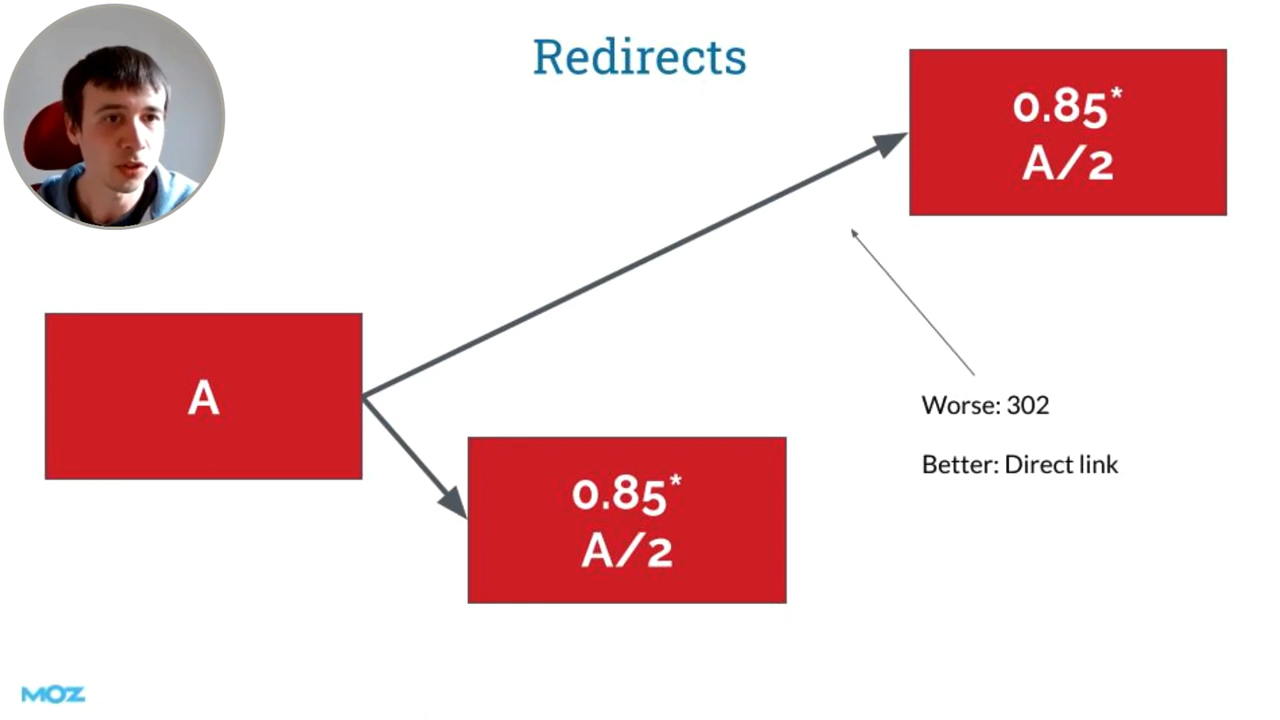 Redirects
0.85*
A/2
A
0.85*
A/2
Worse: 302
Better: Direct link
MOZ